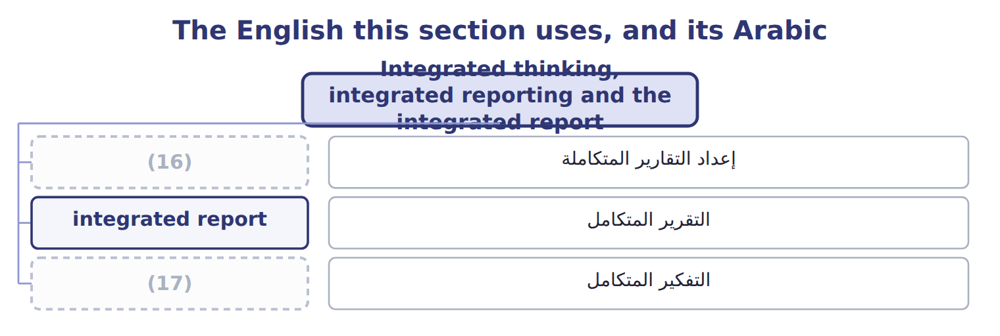 The English this section uses, and its Arabic
Integrated thinking,
integrated reporting and the
integrated report
(16)
إعداد التقارير المتكاملة
integrated report
التقرير المتكامل
(17)
التفكير المتكامل